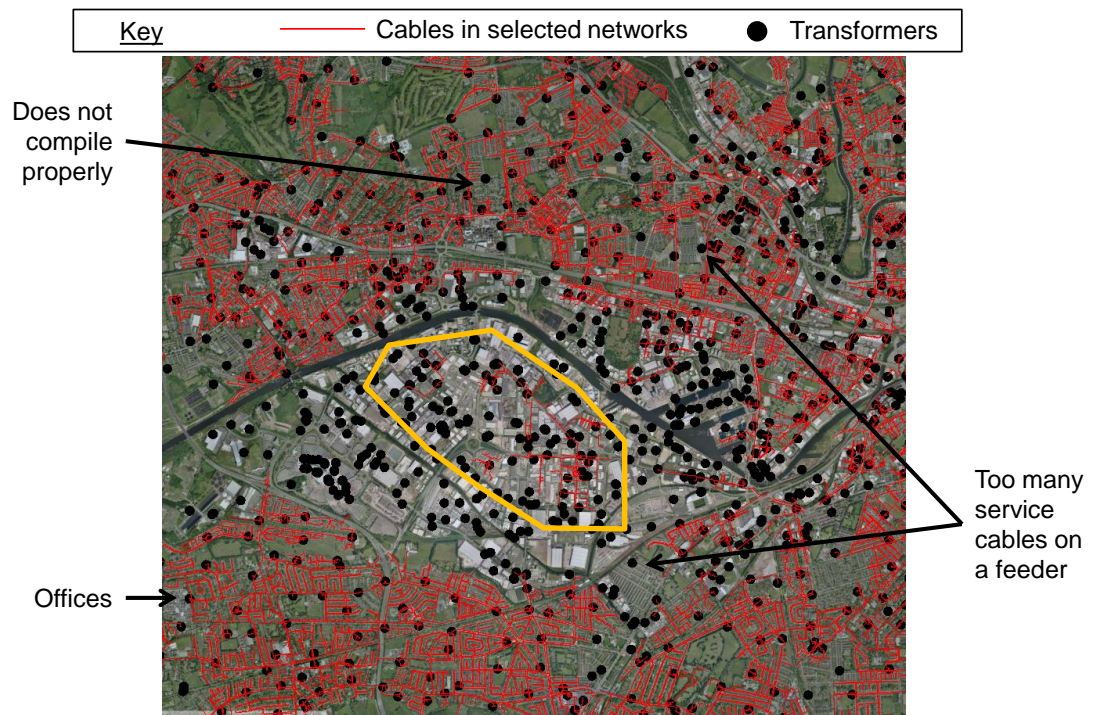 Key
Cables in selected networks
Transformers
Does not
compile
properly
Too many
service
cables on
a feeder
Offices